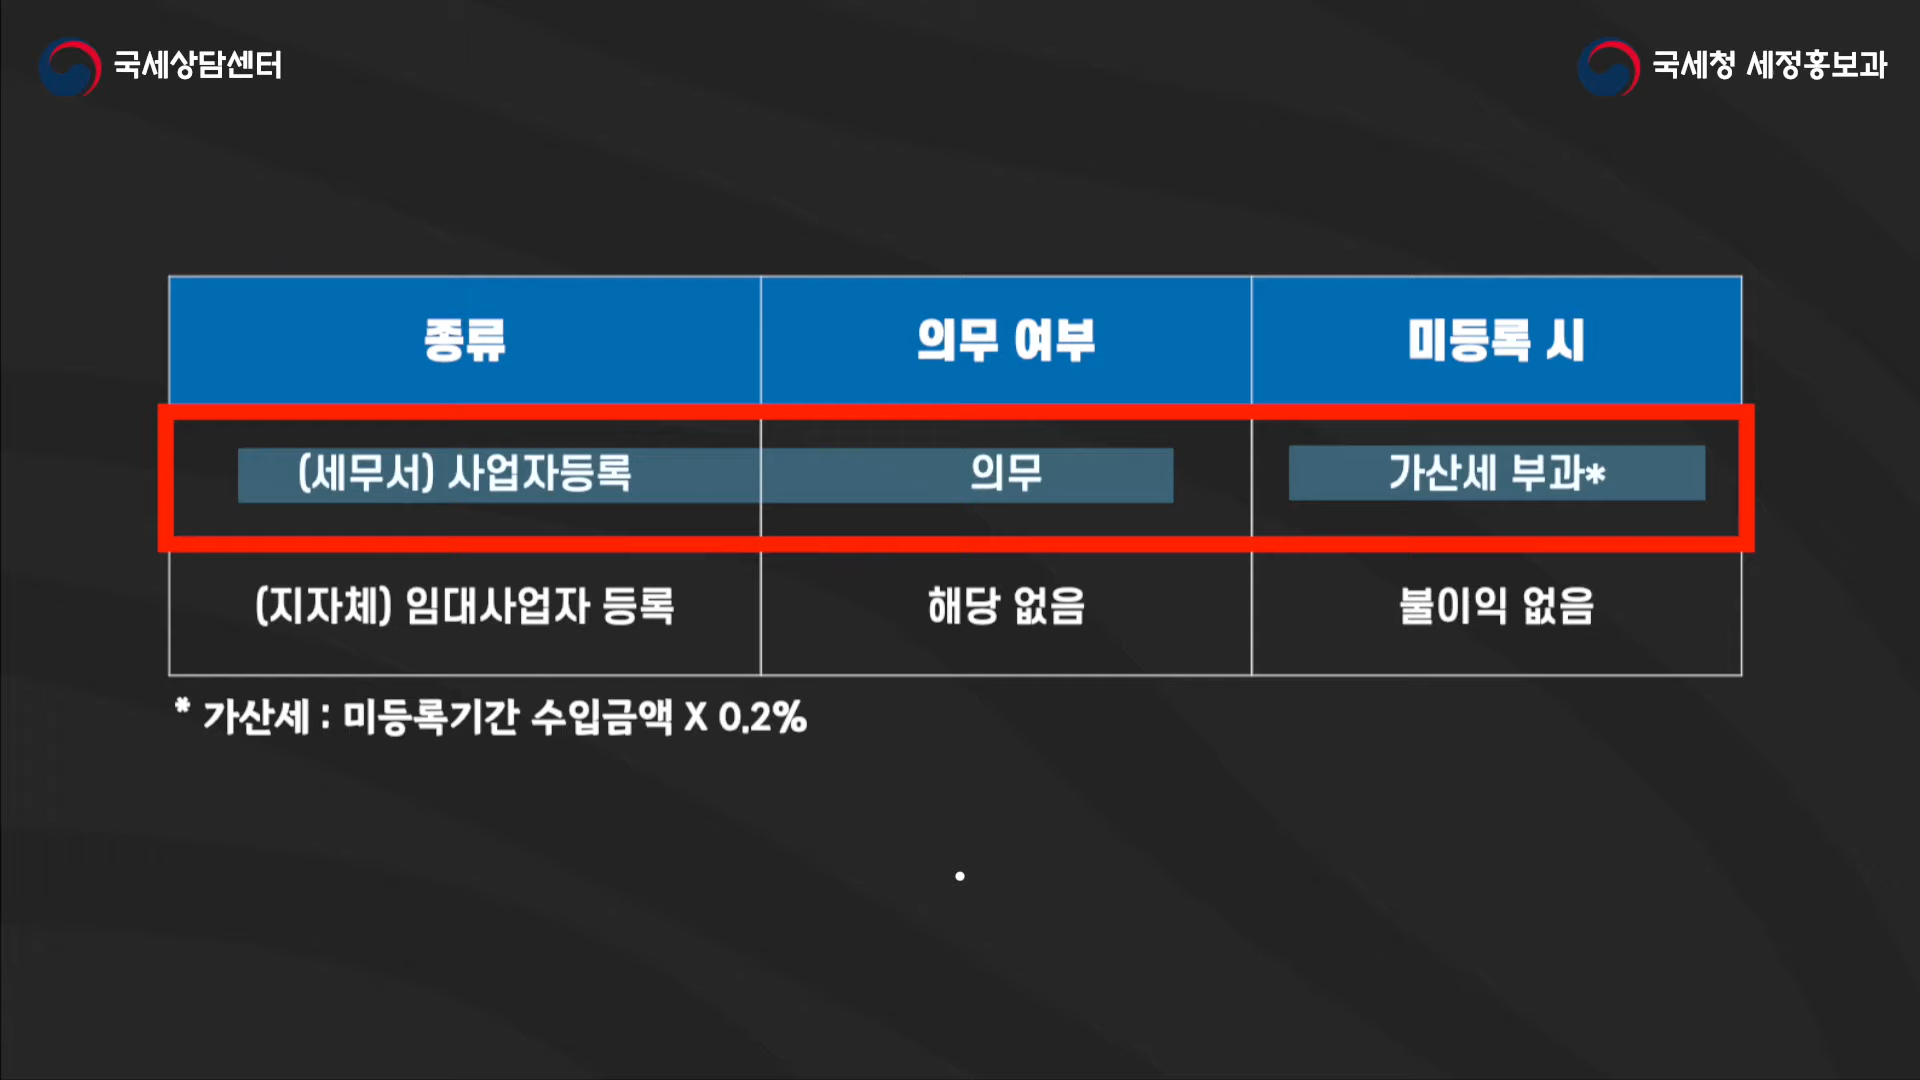 국세상담센터
국세청 세정홍보과
종류 의무 여부 미등록 시
(세무서) 사업자등록 의무 가산세 부과*
(지자체) 임대사업자 등록 해당 없음 불이익 없음
* 가산세 : 미등록기간 수입금액 X 0.2%